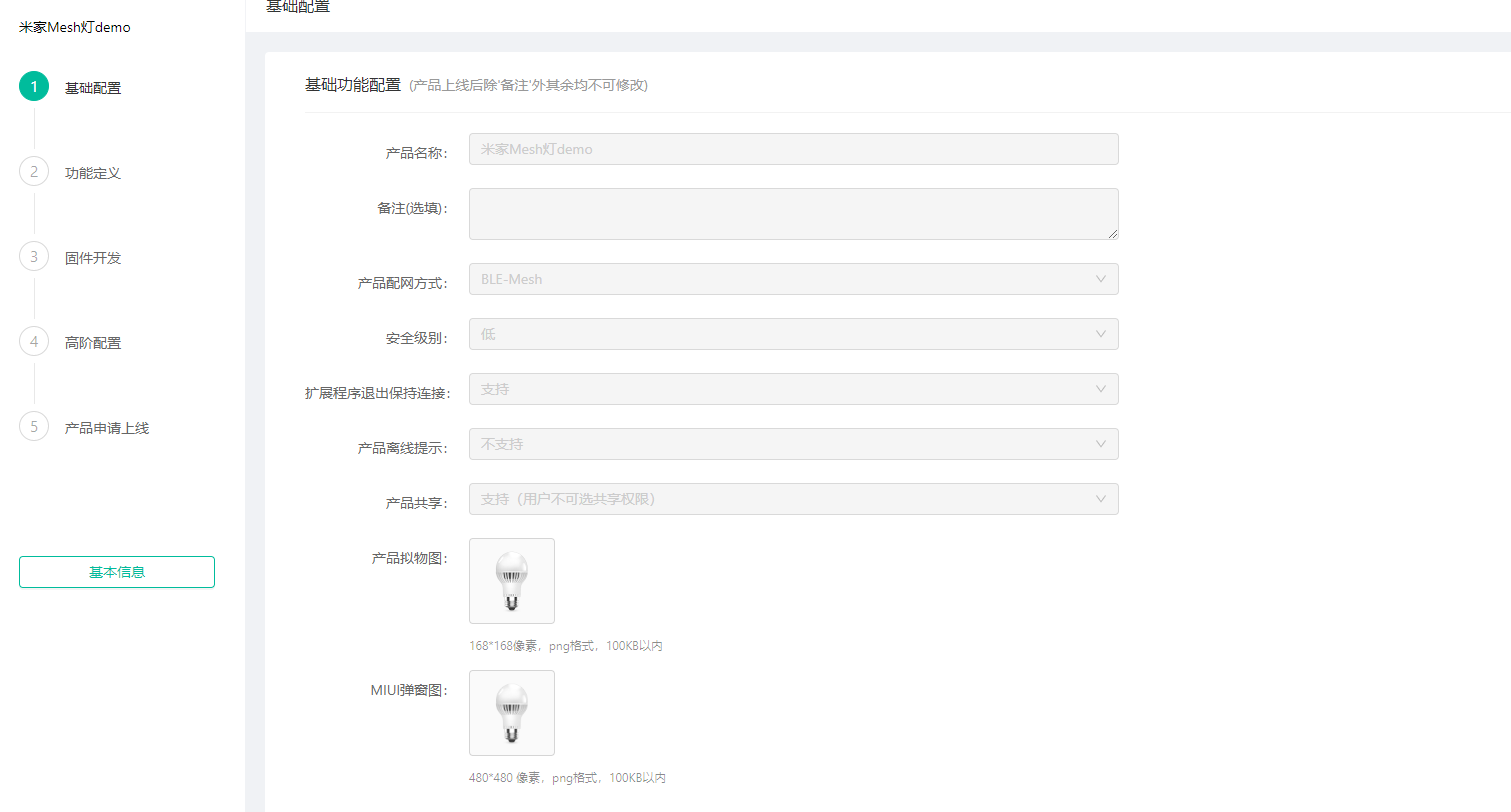 米家Mesh灯demo
1 基础配置
2 功能定义
3 固件开发
4 高阶配置
5 产品申请上线
基本信息
基础配置
基础功能配置 (产品上线后除'备注'外其余均不可修改)
产品名称： 米家Mesh灯demo
备注(选填)：
产品配网方式： BLE-Mesh
安全级别： 低
扩展程序退出保持连接： 支持
产品离线提示： 不支持
产品共享： 支持（用户不可选共享权限）
产品拟物图：
168*168像素，png格式，100KB以内
MIUI弹窗图：
480*480 像素，png格式，100KB以内